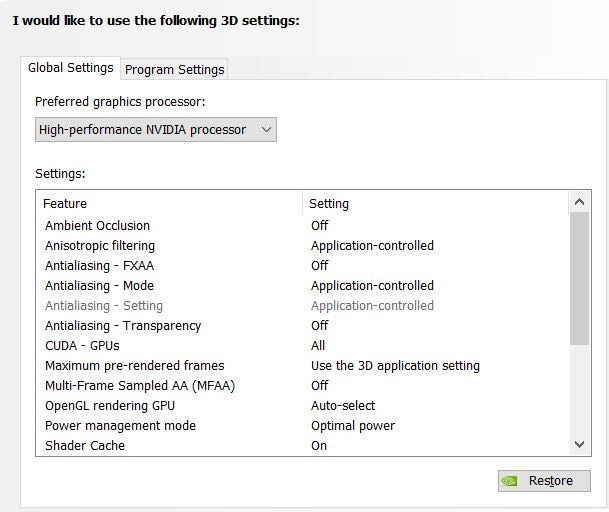 I would like to use the following 3D settings:
Global Settings Program Settings
Preferred graphics processor:
High-performance NVIDIA processor
Settings:
Feature Setting
Ambient Occlusion Off
Anisotropic filtering Application-controlled
Antialiasing - FXAA Off
Antialiasing - Mode Application-controlled
Antialiasing - Setting Application-controlled
Antialiasing - Transparency Off
CUDA - GPUs All
Maximum pre-rendered frames Use the 3D application setting
Multi-Frame Sampled AA (MFAA) Off
OpenGL rendering GPU Auto-select
Power management mode Optimal power
Shader Cache On
Restore